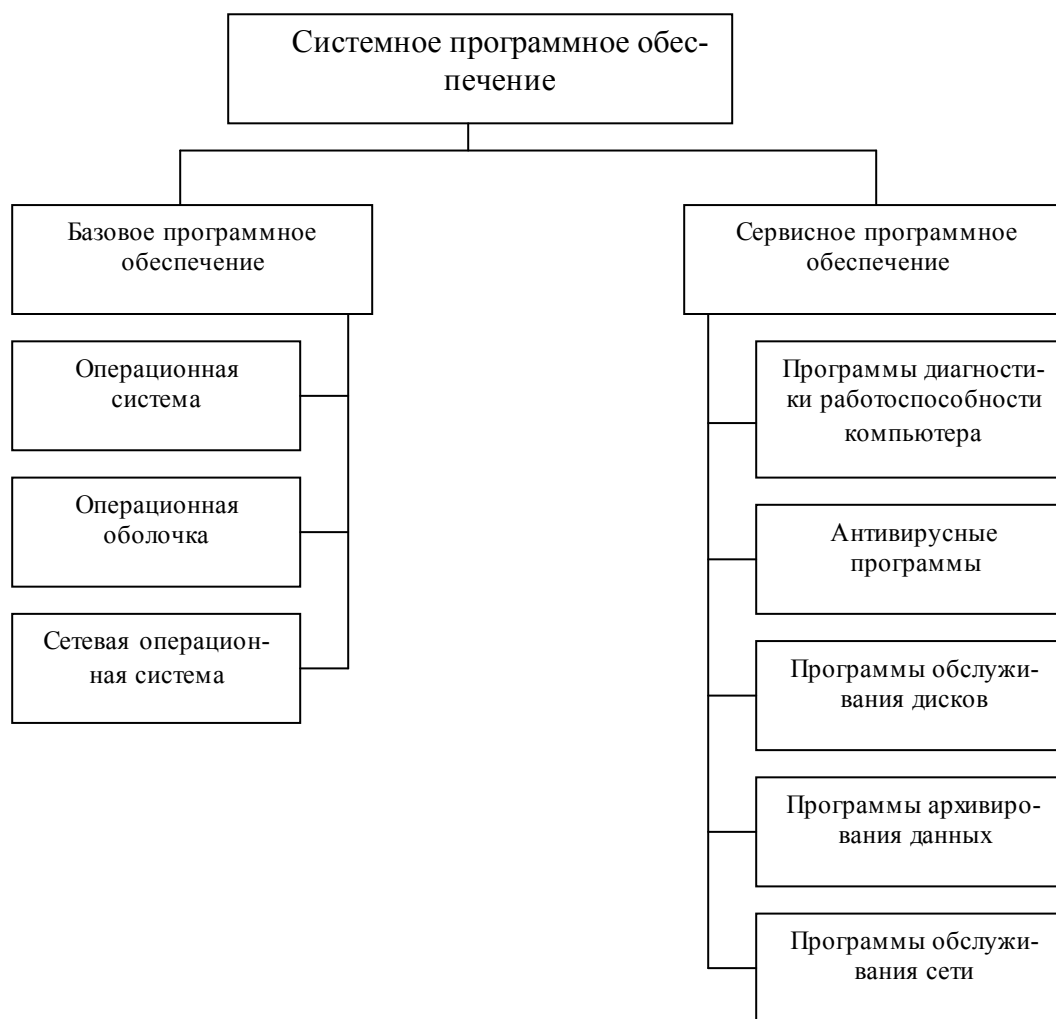 Системное программное обес-
печение
Базовое программное
обеспечение
Операционная
система
Операционная
оболочка
Сетевая операцион-
ная система
Сервисное программное
обеспечение
Программы диагности-
ки работоспособности
компьютера
Антивирусные
программы
Программы обслужи-
вания дисков
Программы архивиро-
вания данных
Программы обслужи-
вания сети